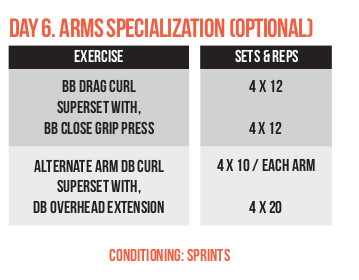 DAY 6. ARMS SPECIALIZATION (OPTIONAL)
EXERCISE SETS & REPS
BB DRAG CURL 4 X 12
SUPERSET WITH,
BB CLOSE GRIP PRESS 4 X 12
ALTERNATE ARM DB CURL 4 X 10 / EACH ARM
SUPERSET WITH,
DB OVERHEAD EXTENSION 4 X 20
CONDITIONING: SPRINTS